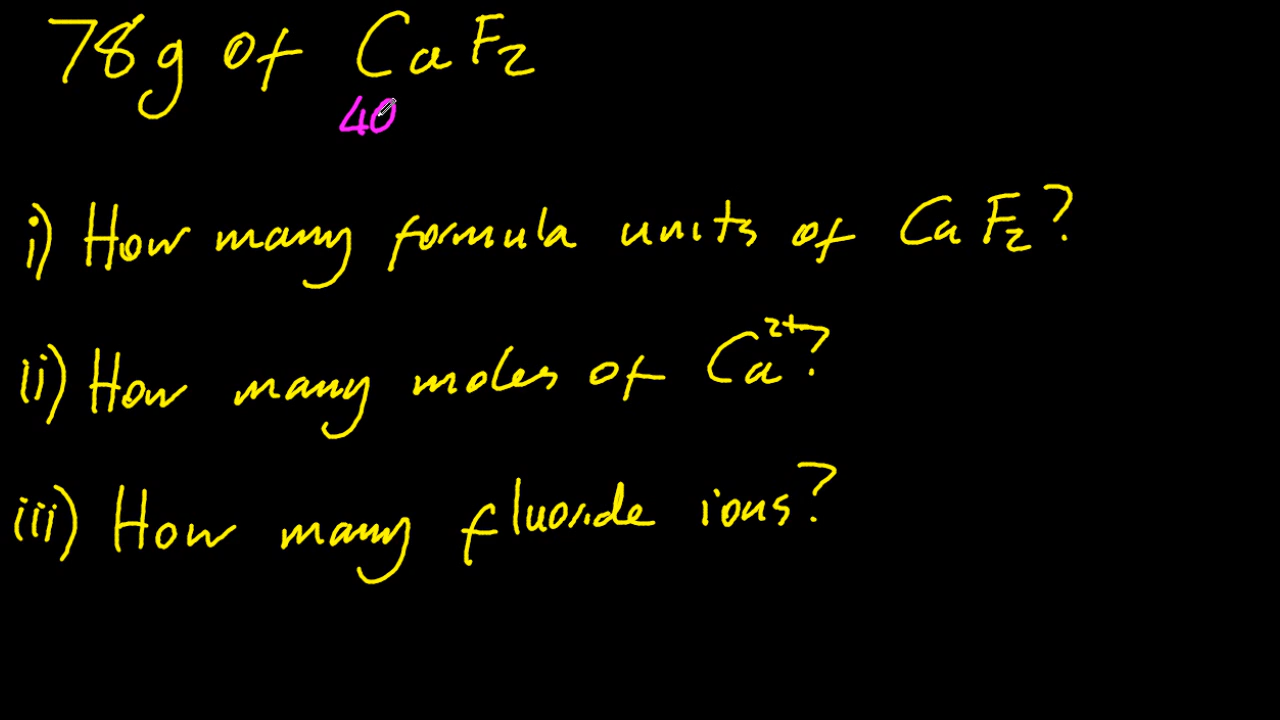 78g of CaF₂
40
i) How many formula units of CaF₂?
ii) How many moles of Ca²⁺?
iii) How many fluoride ions?